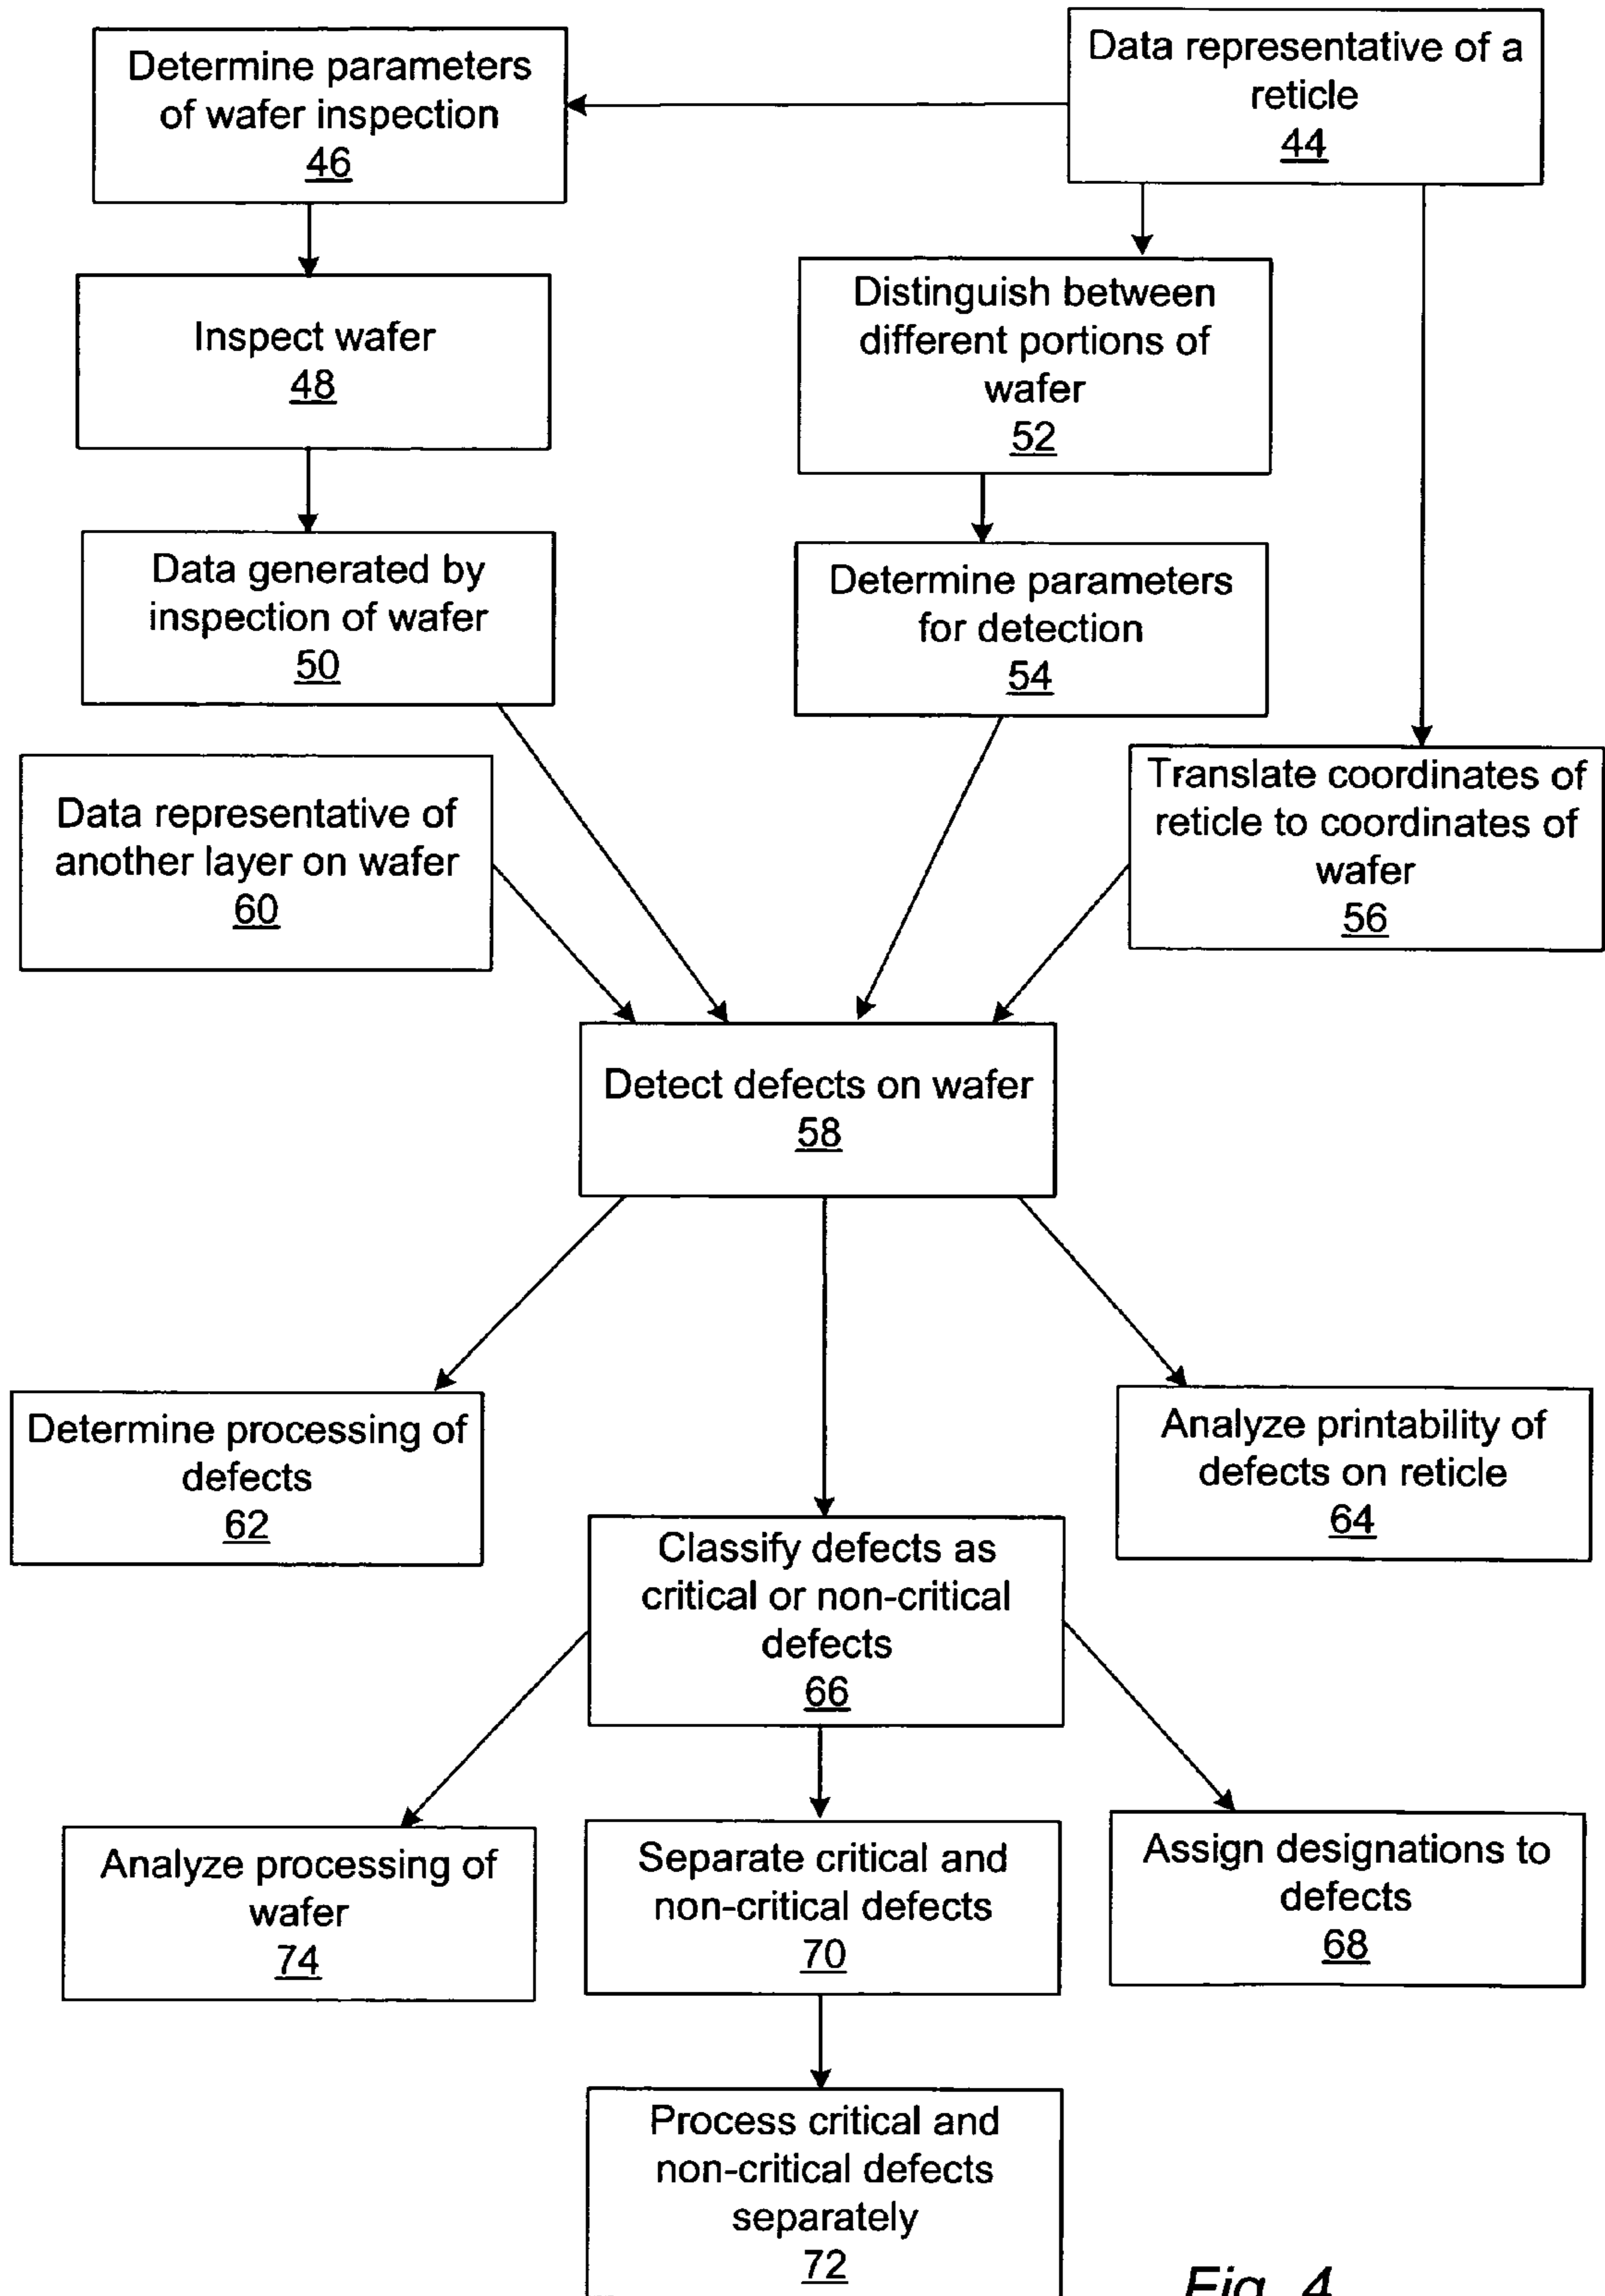 Determine parameters
of wafer inspection
46
Data representative of a
reticle
44
Inspect wafer
48
Distinguish between
different portions of
wafer
52
Data generated by
inspection of wafer
50
Determine parameters
for detection
54
Data representative of
another layer on wafer
60
Translate coordinates of
reticle to coordinates of
wafer
56
Detect defects on wafer
58
Determine processing of
defects
62
Analyze printability of
defects on reticle
64
Classify defects as
critical or non-critical
defects
66
Analyze processing of
wafer
74
Separate critical and
non-critical defects
70
Assign designations to
defects
68
Process critical and
non-critical defects
separately
72
Fig. 4